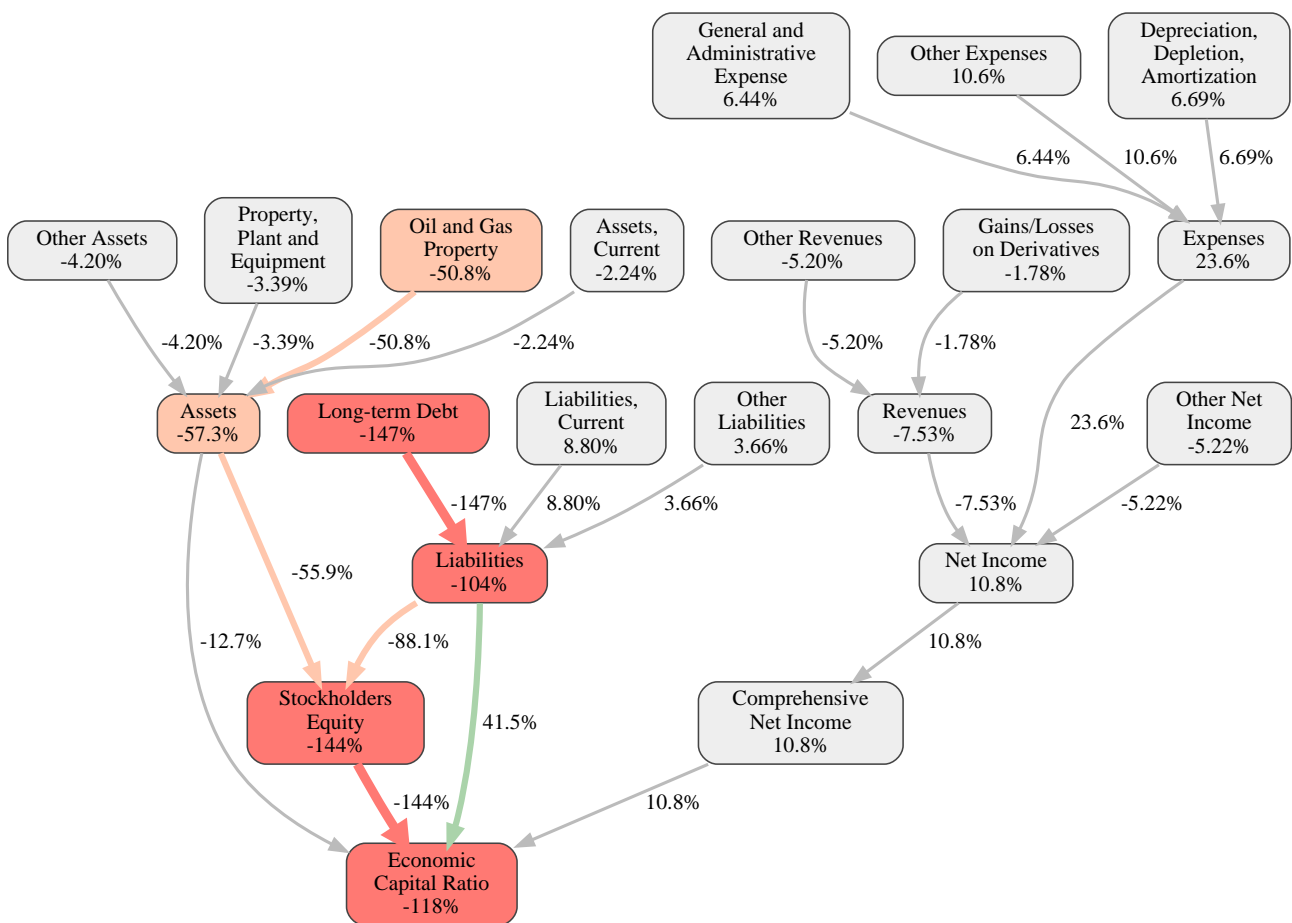 General and
Administrative
Expense
6.44%
Other Expenses
10.6%
Depreciation,
Depletion,
Amortization
6.69%
6.44%
10.6%
6.69%
Other Assets
-4.20%
Property,
Plant and
Equipment
-3.39%
Oil and Gas
Property
-50.8%
Assets,
Current
-2.24%
Other Revenues
-5.20%
Gains/Losses
on Derivatives
-1.78%
Expenses
23.6%
-4.20%
-3.39%
-50.8%
-2.24%
-5.20%
-1.78%
Assets
-57.3%
Long-term Debt
-147%
Liabilities,
Current
8.80%
Other
Liabilities
3.66%
Revenues
-7.53%
23.6%
Other Net
Income
-5.22%
-147%
8.80%
3.66%
-7.53%
-5.22%
-55.9%
Liabilities
-104%
Net Income
10.8%
-12.7%
-88.1%
10.8%
Stockholders
Equity
-144%
41.5%
Comprehensive
Net Income
10.8%
-144%
10.8%
Economic
Capital Ratio
-118%